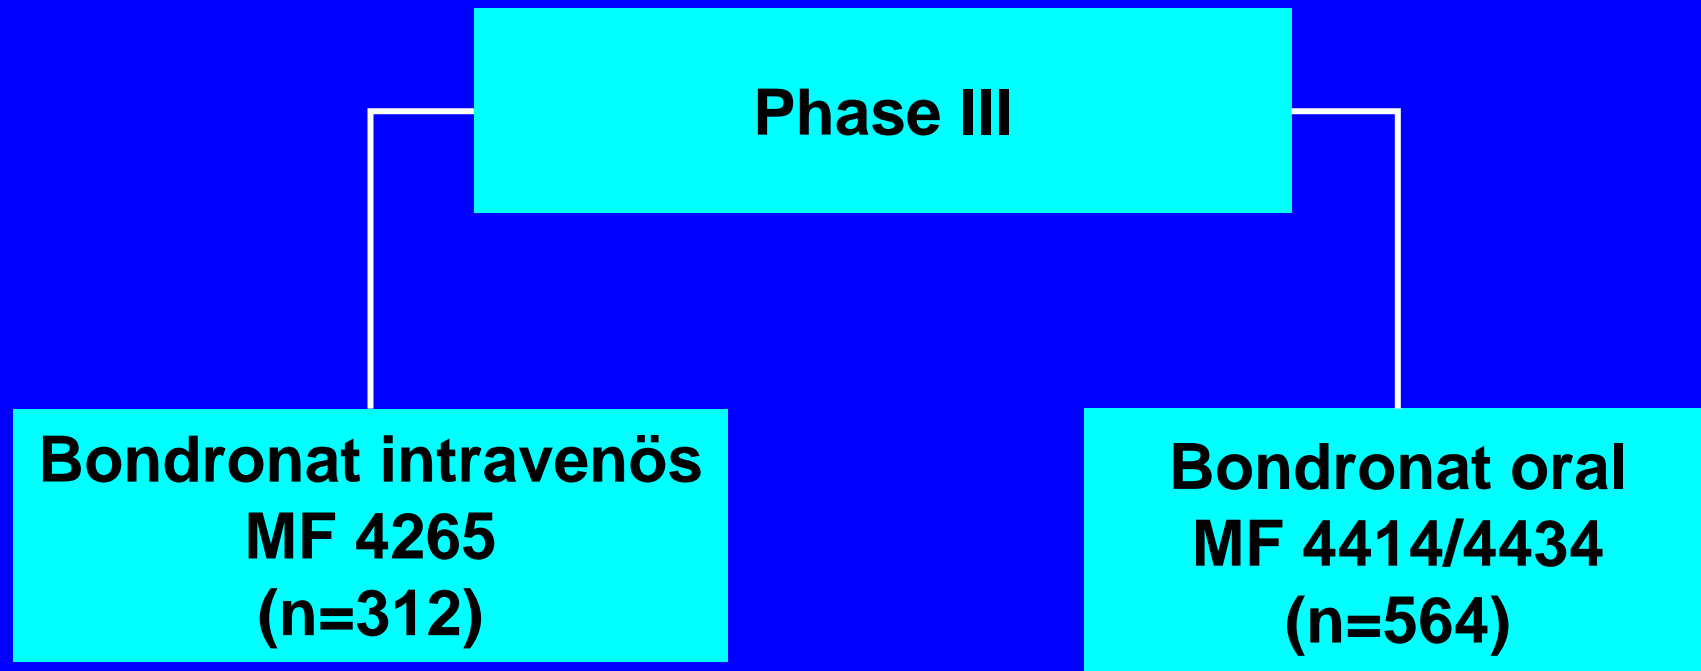 Phase III
Bondronat intravenös
MF 4265
(n=312)
Bondronat oral
MF 4414/4434
(n=564)